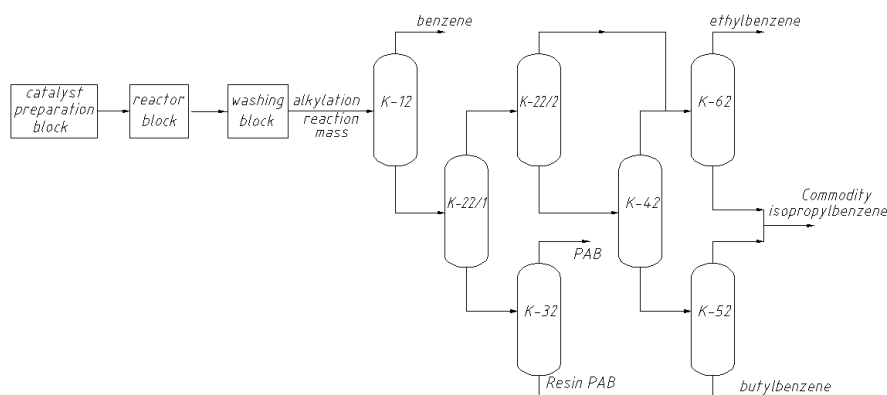 benzene
ethylbenzene
catalyst
preparation
block
reactor
block
washing
block
alkylation
reaction
mass
K-12
K-22/2
K-62
K-22/1
K-42
Commodity
isopropylbenzene
PAB
K-32
K-52
Resin PAB
butylbenzene